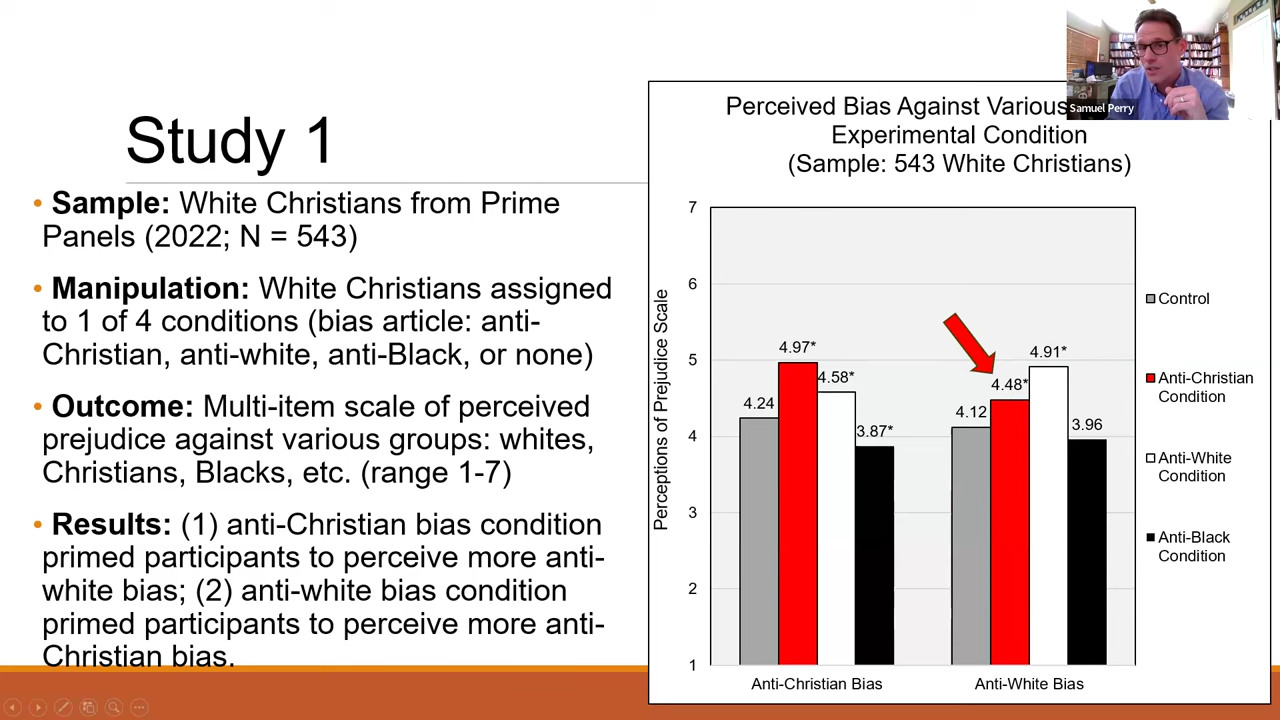 Study 1
• Sample: White Christians from Prime
Panels (2022; N = 543)
• Manipulation: White Christians assigned
to 1 of 4 conditions (bias article: anti-
Christian, anti-white, anti-Black, or none)
• Outcome: Multi-item scale of perceived
prejudice against various groups: whites,
Christians, Blacks, etc. (range 1-7)
• Results: (1) anti-Christian bias condition
primed participants to perceive more anti-
white bias; (2) anti-white bias condition
primed participants to perceive more anti-
Christian bias.
Perceived Bias Against Various
Experimental Condition
(Sample: 543 White Christians)
Perceptions of Prejudice Scale
7
6
5
4
3
2
1
4.24
4.97*
4.58*
3.87*
4.12
4.48*
4.91*
3.96
Anti-Christian Bias
Anti-White Bias
Control
Anti-Christian
Condition
Anti-White
Condition
Anti-Black
Condition
Samuel Perry